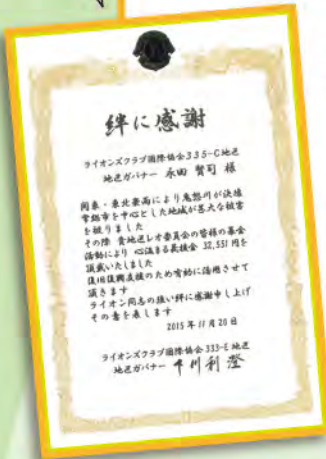 絆に感謝
ライオンズクラブ国際協会335-C地区
地区ガバナー 永田 賢司 様
関東・東北豪雨により鬼怒川が決壊
常総市を中心とした地域が甚大な被害
を被りました
その際 貴地区レオ委員会の皆様の募金
活動により 心温まる義援金 32,551円を
頂戴いたしました
復旧復興支援のため有効に活用させて
頂きます
ライオン同志の強い絆に感謝申し上げ
その意を表します
2015年11月20日
ライオンズクラブ国際協会 333-E 地区
地区ガバナー 中川利澄